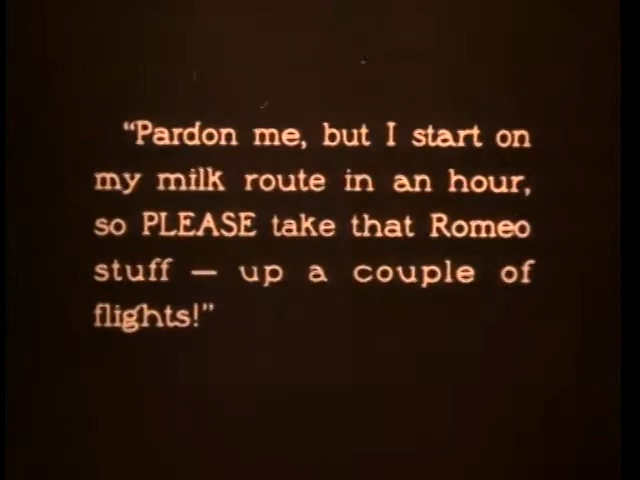 “Pardon me, but I start on
my milk route in an hour,
so PLEASE take that Romeo
stuff — up a couple of
flights!”